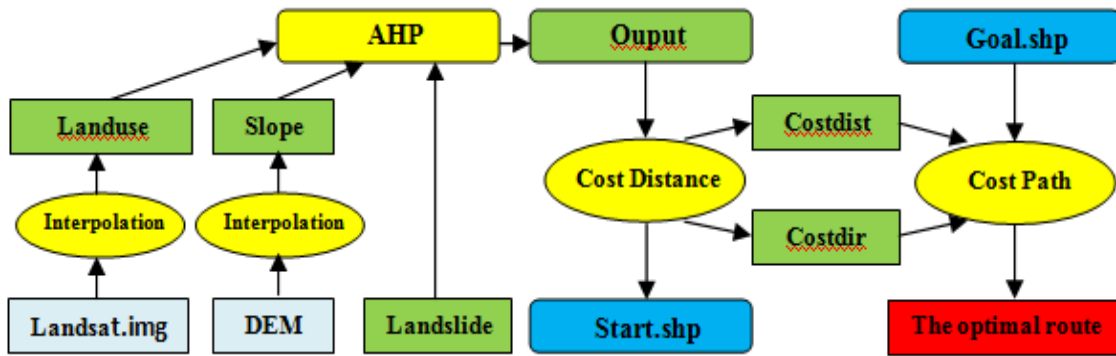 AHP
Ouput
Goal.shp
Landuse
Slope
Costdist
Cost Distance
Cost Path
Interpolation
Interpolation
Costdir
Landsat.img
DEM
Landslide
Start.shp
The optimal route